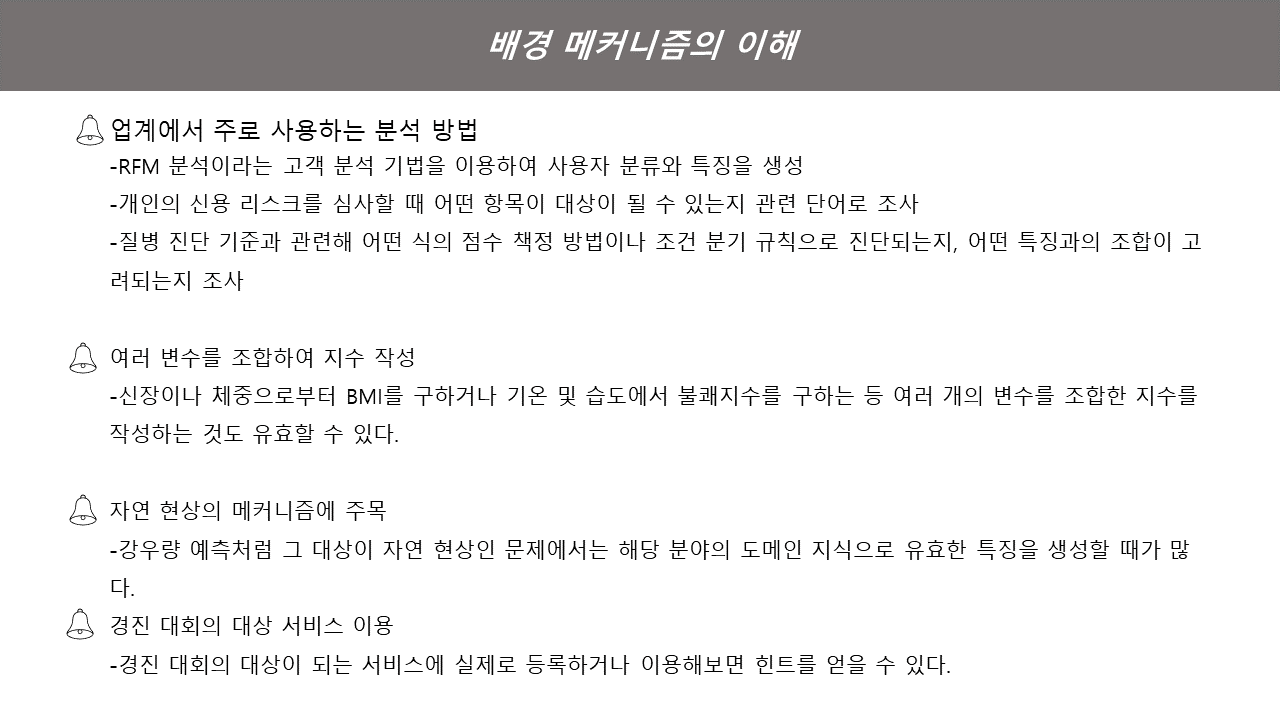 배경 메커니즘의 이해
업계에서 주로 사용하는 분석 방법
-RFM 분석이라는 고객 분석 기법을 이용하여 사용자 분류와 특징을 생성
-개인의 신용 리스크를 심사할 때 어떤 항목이 대상이 될 수 있는지 관련 단어로 조사
-질병 진단 기준과 관련해 어떤 식의 점수 책정 방법이나 조건 분기 규칙으로 진단되는지, 어떤 특징과의 조합이 고
려되는지 조사
여러 변수를 조합하여 지수 작성
-신장이나 체중으로부터 BMI를 구하거나 기온 및 습도에서 불쾌지수를 구하는 등 여러 개의 변수를 조합한 지수를
작성하는 것도 유효할 수 있다.
자연 현상의 메커니즘에 주목
-강우량 예측처럼 그 대상이 자연 현상인 문제에서는 해당 분야의 도메인 지식으로 유효한 특징을 생성할 때가 많
다.
경진 대회의 대상 서비스 이용
-경진 대회의 대상이 되는 서비스에 실제로 등록하거나 이용해보면 힌트를 얻을 수 있다.